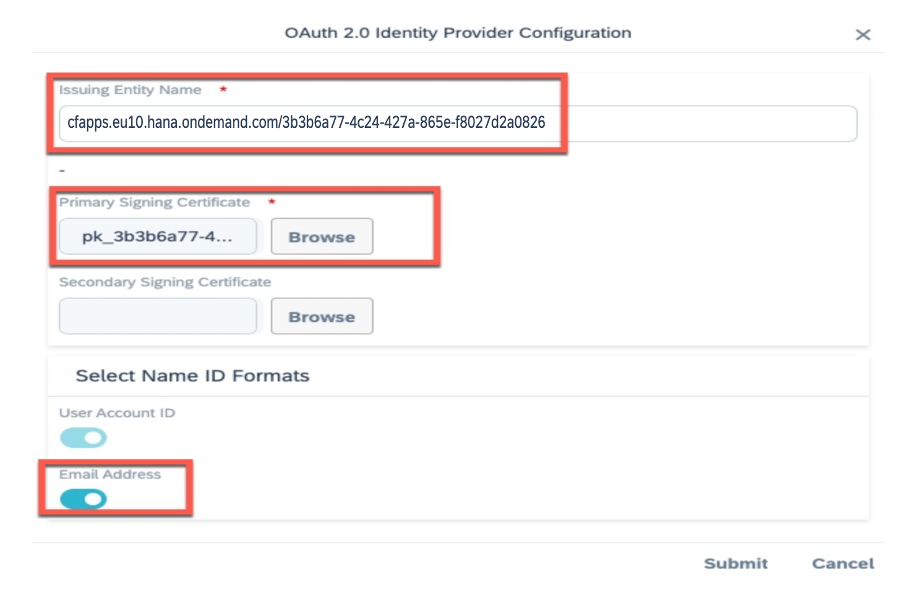 OAuth 2.0 Identity Provider Configuration
Issuing Entity Name *
cfapps.eu10.hana.ondemand.com/3b3b6a77-4c24-427a-865e-f8027d2a0826
-
Primary Signing Certificate *
pk_3b3b6a77-4... Browse
Secondary Signing Certificate
Browse
Select Name ID Formats
User Account ID
Email Address
Submit Cancel